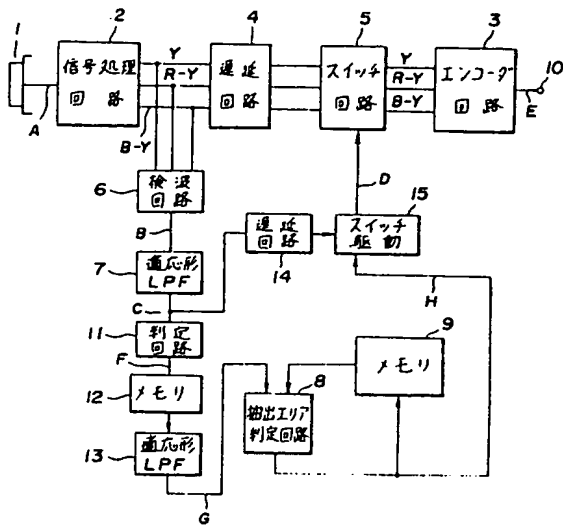 1
2
4
5
3
信号処理
回路
遅延
回路
スイッチ
回路
エンコーダ
回路
Y
R-Y
B-Y
Y
R-Y
B-Y
10
A
E
6
検波
回路
B
D
15
7
適応形
LPF
遅延
回路
14
スイッチ
駆動
C
H
11
判定
回路
F
9
メモリ
12
メモリ
8
抽出エリア
判定回路
13
適応形
LPF
G